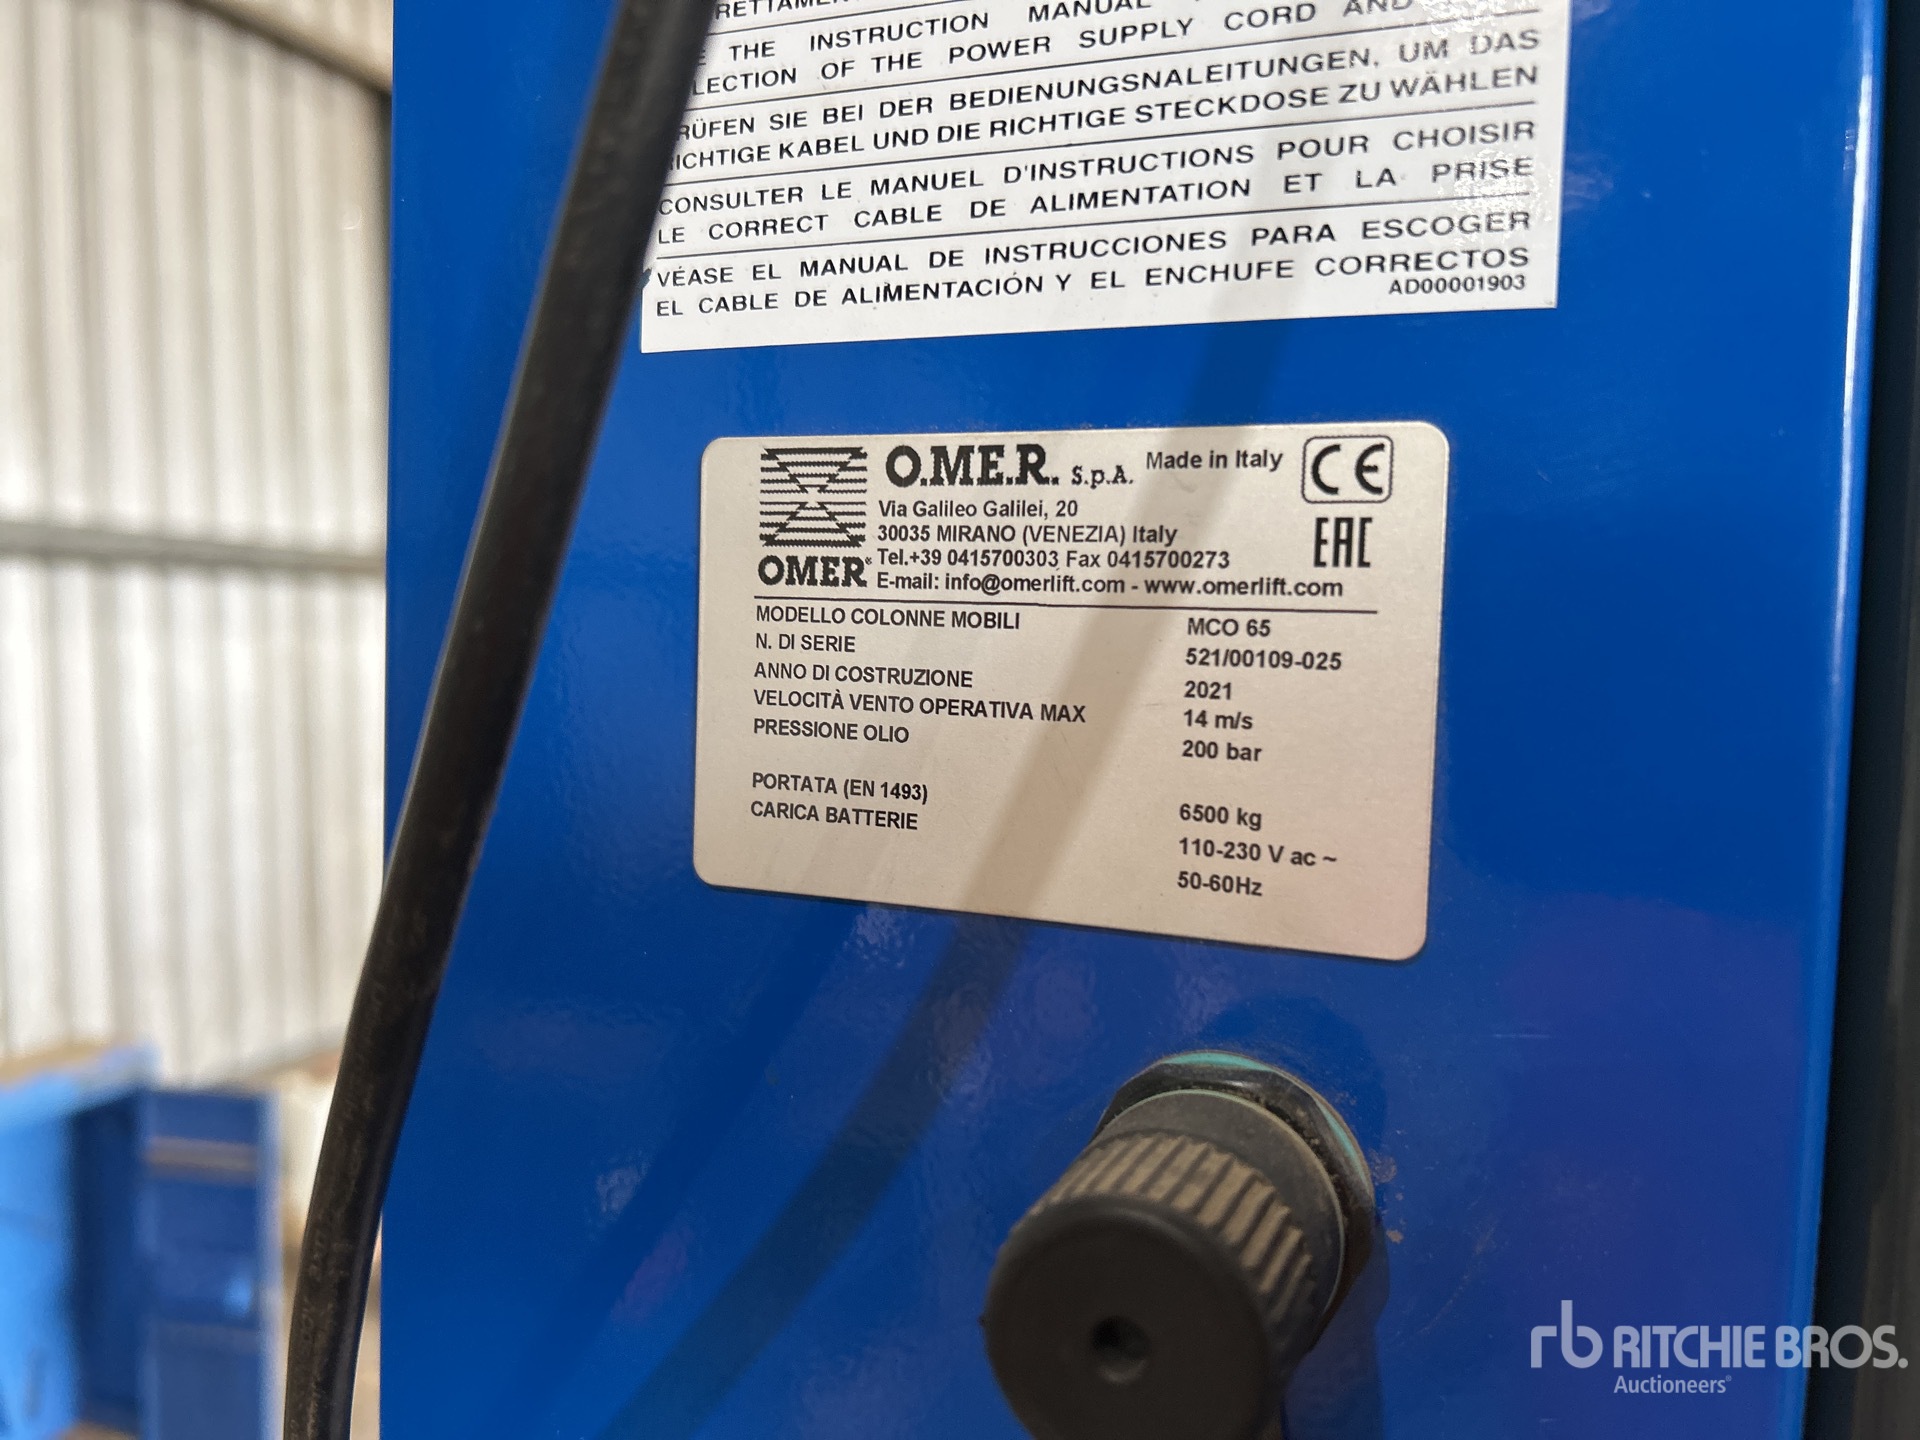 THE INSTRUCTION MANUAL
OF THE POWER SUPPLY CORD AND
SIE BEI DER BEDIENUNGSNALEITUNGEN, UM DAS
KABEL UND DIE RICHTIGE STECKDOSE ZU WÄHLEN
CONSULTER LE MANUEL D'INSTRUCTIONS POUR CHOISIR
LE CORRECT CABLE DE ALIMENTATION ET LA PRISE
VÉASE EL MANUAL DE INSTRUCCIONES PARA ESCOGER
EL CABLE DE ALIMENTACIÓN Y EL ENCHUFE CORRECTOS
AD00001903
O.ME.R. S.p.A. Made in Italy CE
Via Galileo Galilei, 20
30035 MIRANO (VENEZIA) Italy EAC
Tel.+39 0415700303 Fax 0415700273
OMER® E-mail: info@omerlift.com - www.omerlift.com
MODELLO COLONNE MOBILI MCO 65
N. DI SERIE 521/00109-025
ANNO DI COSTRUZIONE 2021
VELOCITÀ VENTO OPERATIVA MAX 14 m/s
PRESSIONE OLIO 200 bar
PORTATA (EN 1493) 6500 kg
CARICA BATTERIE 110-230 V ac ~
50-60Hz
rb RITCHIE BROS.
Auctioneers®